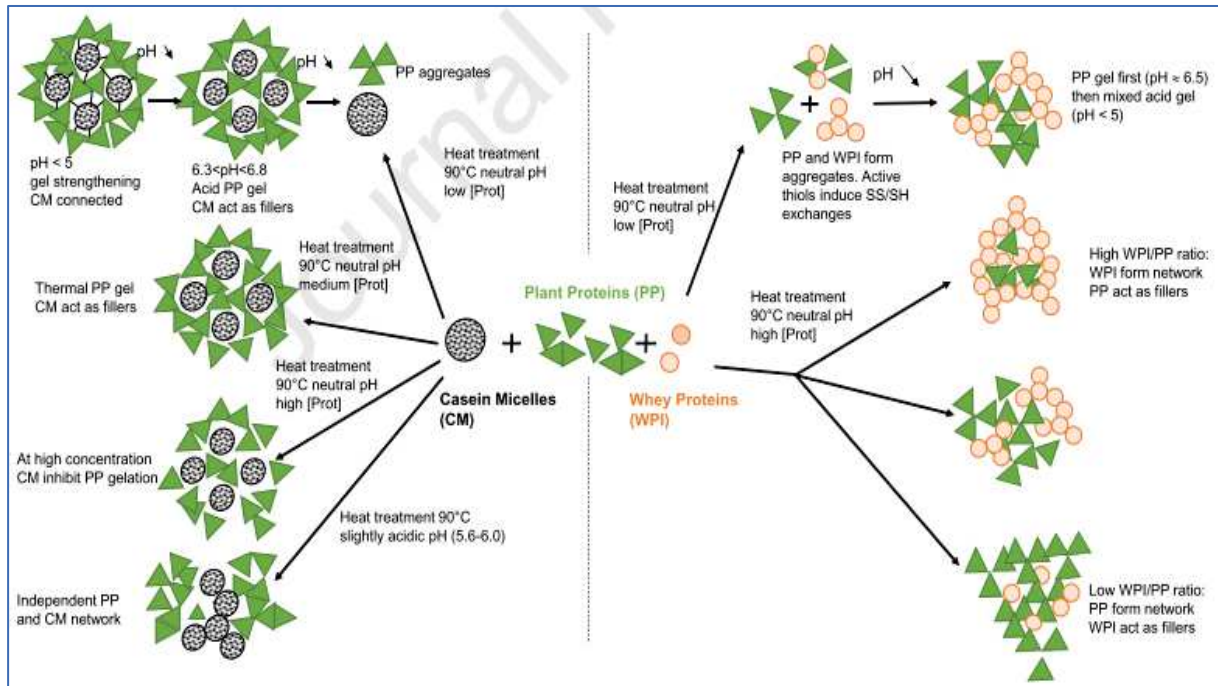 Journal
pH
pH
PP aggregates
pH < 5
gel strengthening
CM connected
6.3<pH<6.8
Acid PP gel
CM act as fillers
Heat treatment
90°C neutral pH
low [Prot]
Heat treatment
90°C neutral pH
medium [Prot]
Thermal PP gel
CM act as fillers
Heat treatment
90°C neutral pH
high [Prot]
At high concentration
CM inhibit PP gelation
Heat treatment 90°C
slightly acidic pH (5.6-6.0)
Independent PP
and CM network
Casein Micelles
(CM)
+
Plant Proteins (PP)
+
Whey Proteins
(WPI)
Heat treatment
90°C neutral pH
low [Prot]
+
PP and WPI form
aggregates. Active
thiols induce SS/SH
exchanges
pH
PP gel first (pH ≈ 6.5)
then mixed acid gel
(pH < 5)
Heat treatment
90°C neutral pH
high [Prot]
High WPI/PP ratio:
WPI form network
PP act as fillers
Low WPI/PP ratio:
PP form network
WPI act as fillers